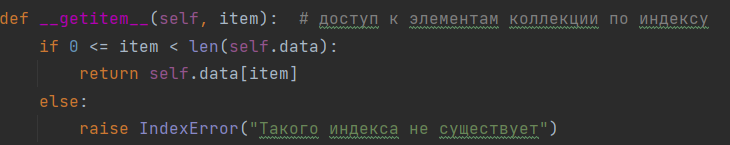 def __getitem__(self, item):  # доступ к элементам коллекции по индексу
    if 0 <= item < len(self.data):
        return self.data[item]
    else:
        raise IndexError("Такого индекса не существует")